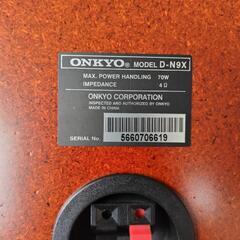 ONKYO® MODEL D-N9X
MAX. POWER HANDLING 70W
IMPEDANCE 4 Ω
ONKYO CORPORATION
INSPECTED AND AUTHORIZED BY ONKYO
MADE IN CHINA
SERIAL No. 5660706619